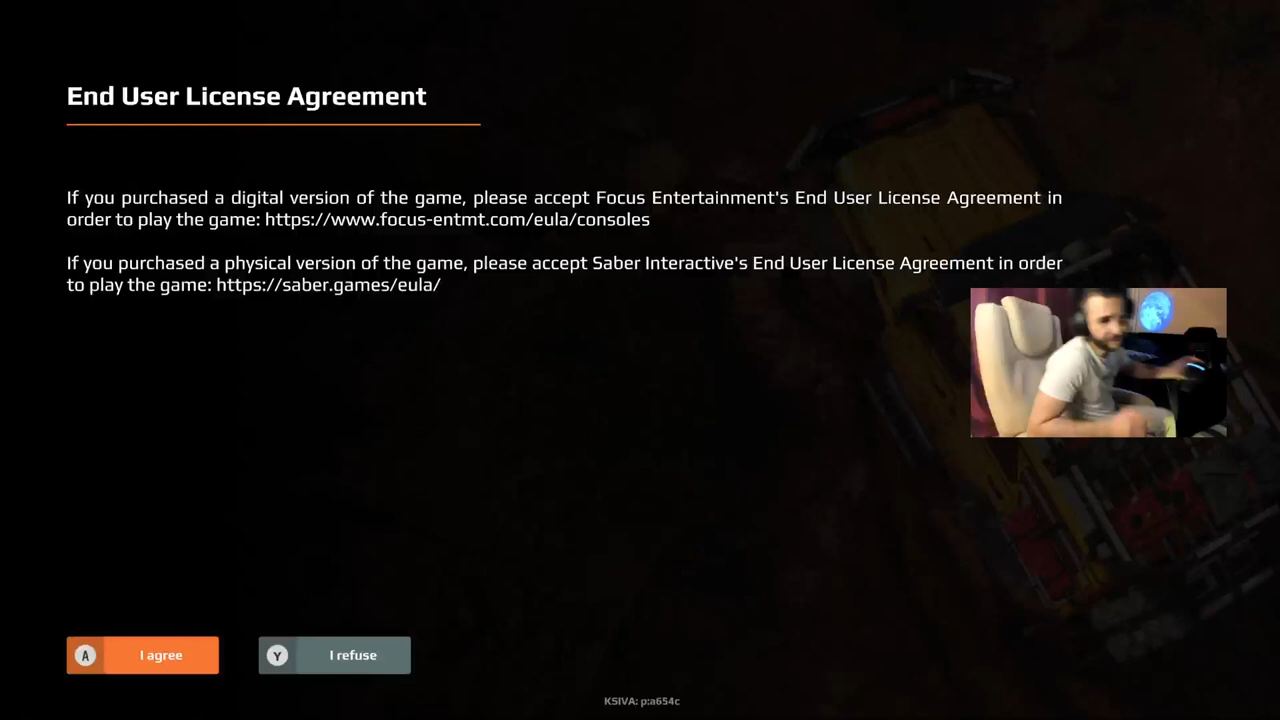 End User License Agreement
If you purchased a digital version of the game, please accept Focus Entertainment's End User License Agreement in
order to play the game: https://www.focus-entmt.com/eula/consoles
If you purchased a physical version of the game, please accept Saber Interactive's End User License Agreement in order
to play the game: https://saber.games/eula/
A I agree
Y I refuse
KSIVA: p:a654c